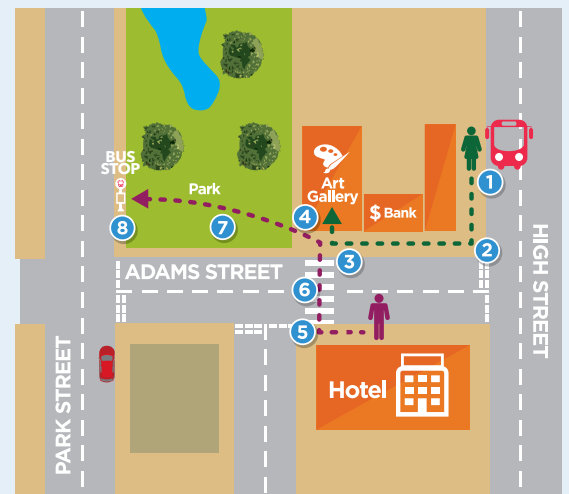 BUS
STOP
Park
Art
Gallery
$ Bank
1
2
3
4
5
6
7
8
ADAMS STREET
HIGH STREET
PARK STREET
Hotel